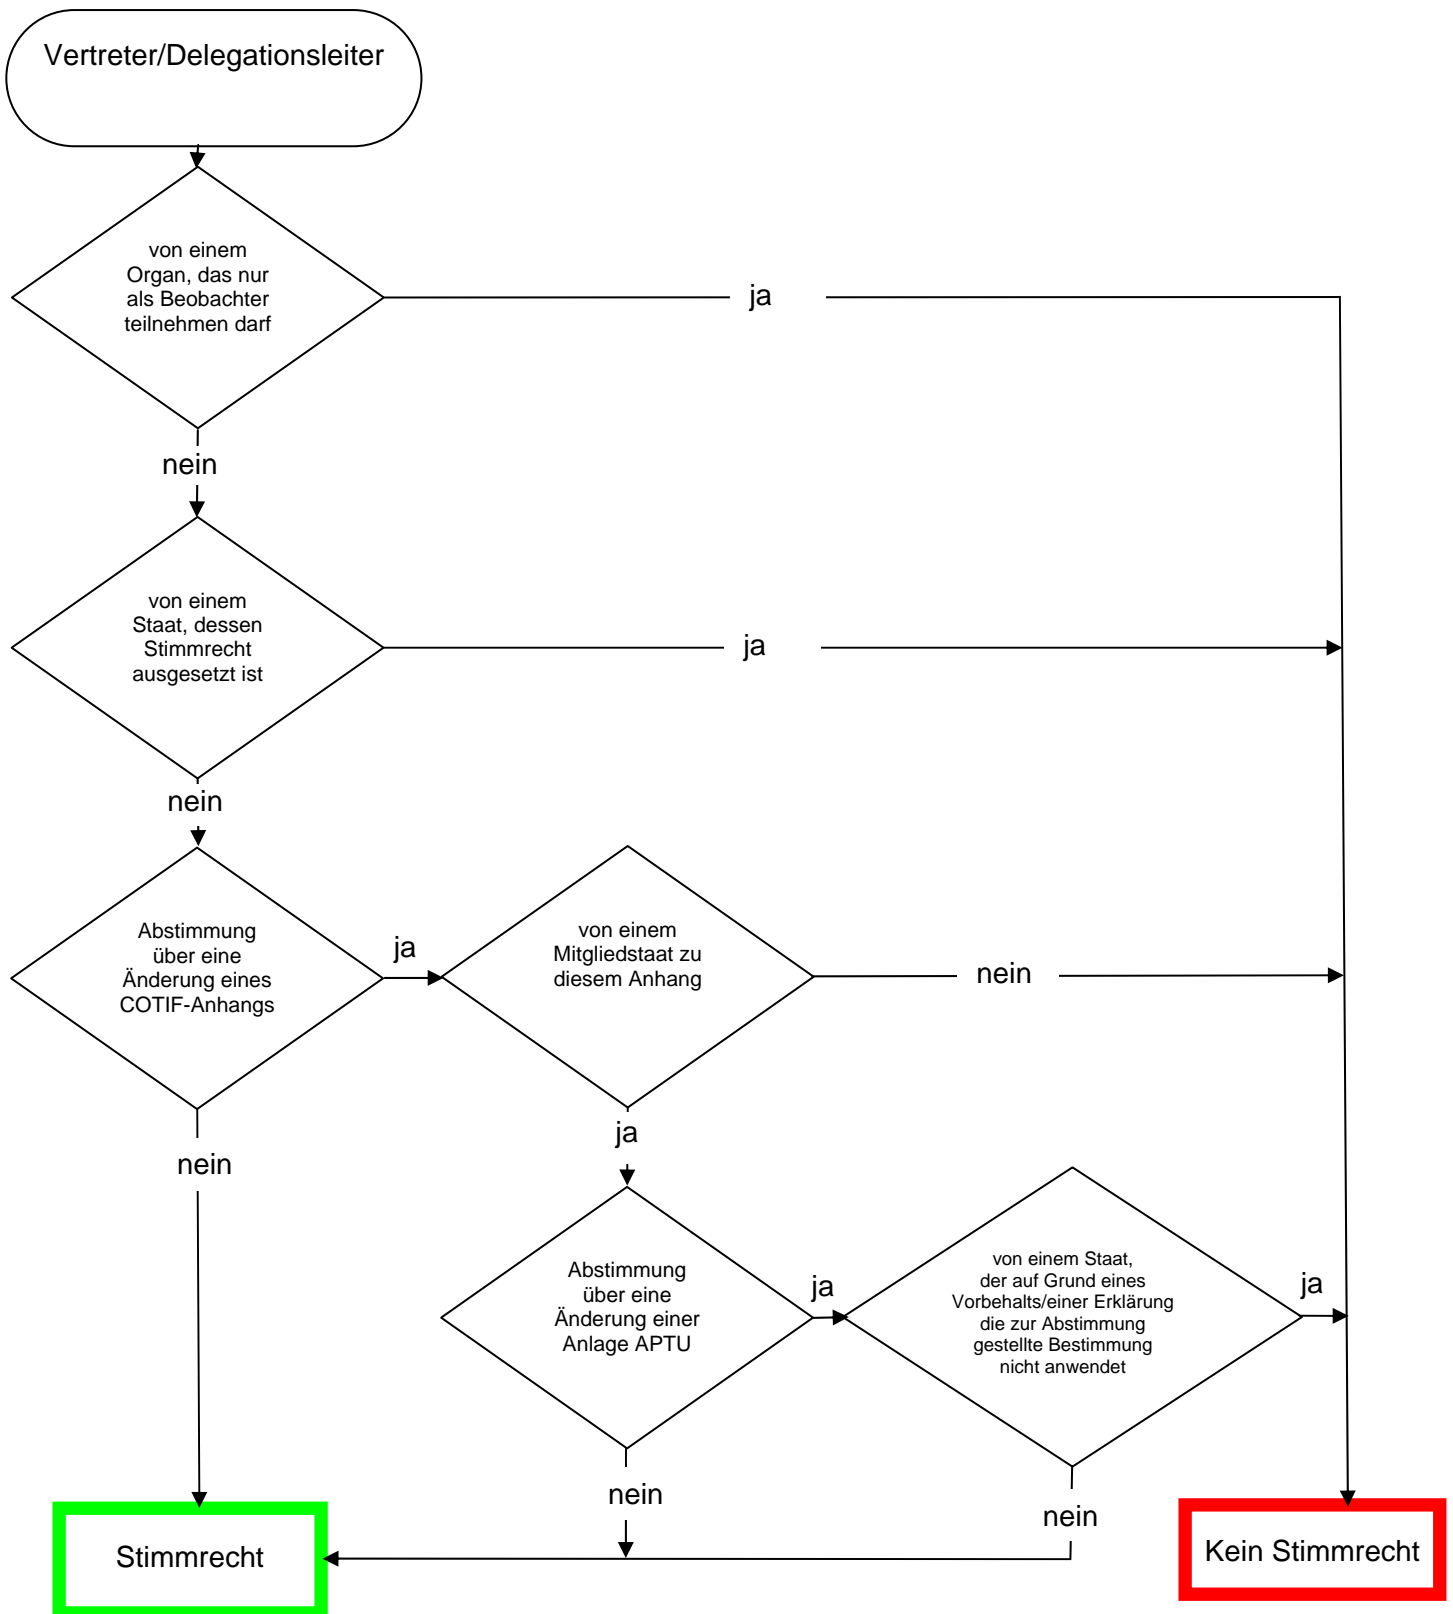 Vertreter/Delegationsleiter
von einem
Organ, das nur
als Beobachter
teilnehmen darf
ja
nein
von einem
Staat, dessen
Stimmrecht
ausgesetzt ist
ja
nein
Abstimmung
über eine
Änderung eines
COTIF-Anhangs
ja
von einem
Mitgliedstaat zu
diesem Anhang
nein
nein
ja
Abstimmung
über eine
Änderung einer
Anlage APTU
ja
von einem Staat,
der auf Grund eines
Vorbehalts/einer Erklärung
die zur Abstimmung
gestellte Bestimmung
nicht anwendet
ja
nein
nein
Stimmrecht
Kein Stimmrecht